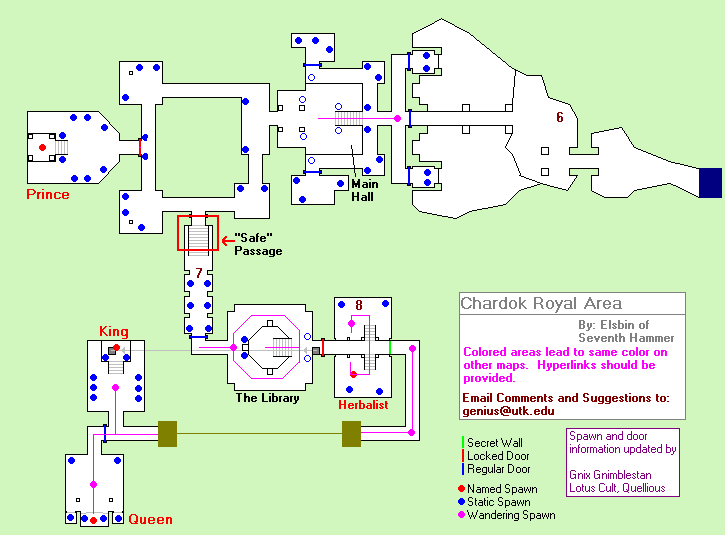 6
Prince
Main
Hall
"Safe"
Passage
7
8
King
The Library
Herbalist
Queen
Chardok Royal Area
By: Elsbin of
Seventh Hammer
Colored areas lead to same color on
other maps. Hyperlinks should be
provided.
Email Comments and Suggestions to:
genius@utk.edu
Secret Wall
Locked Door
Regular Door
Named Spawn
Static Spawn
Wandering Spawn
Spawn and door
information updated by
Gnix Gnimblestan
Lotus Cult, Quellious